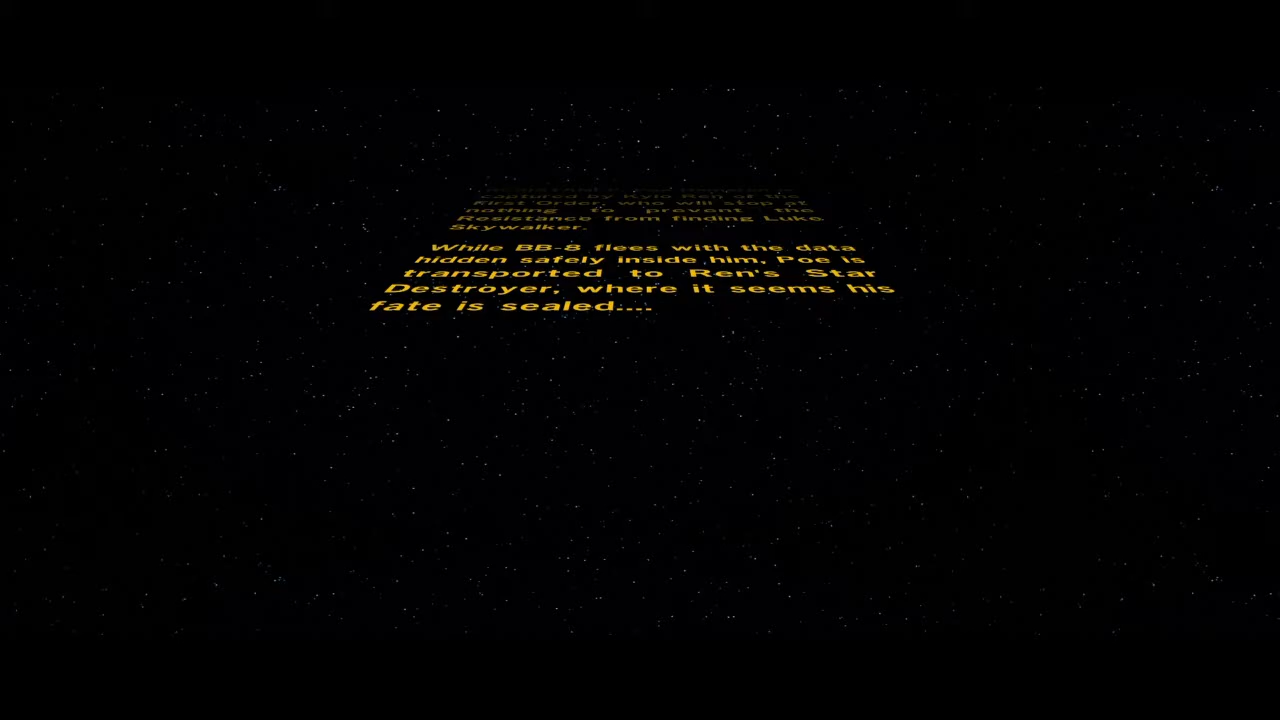 captured by Kylo Ren of the
First Order, who will stop at
nothing to prevent the
Resistance from finding Luke
Skywalker.
While BB-8 flees with the data
hidden safely inside him, Poe is
transported to Ren's Star
Destroyer, where it seems his
fate is sealed....